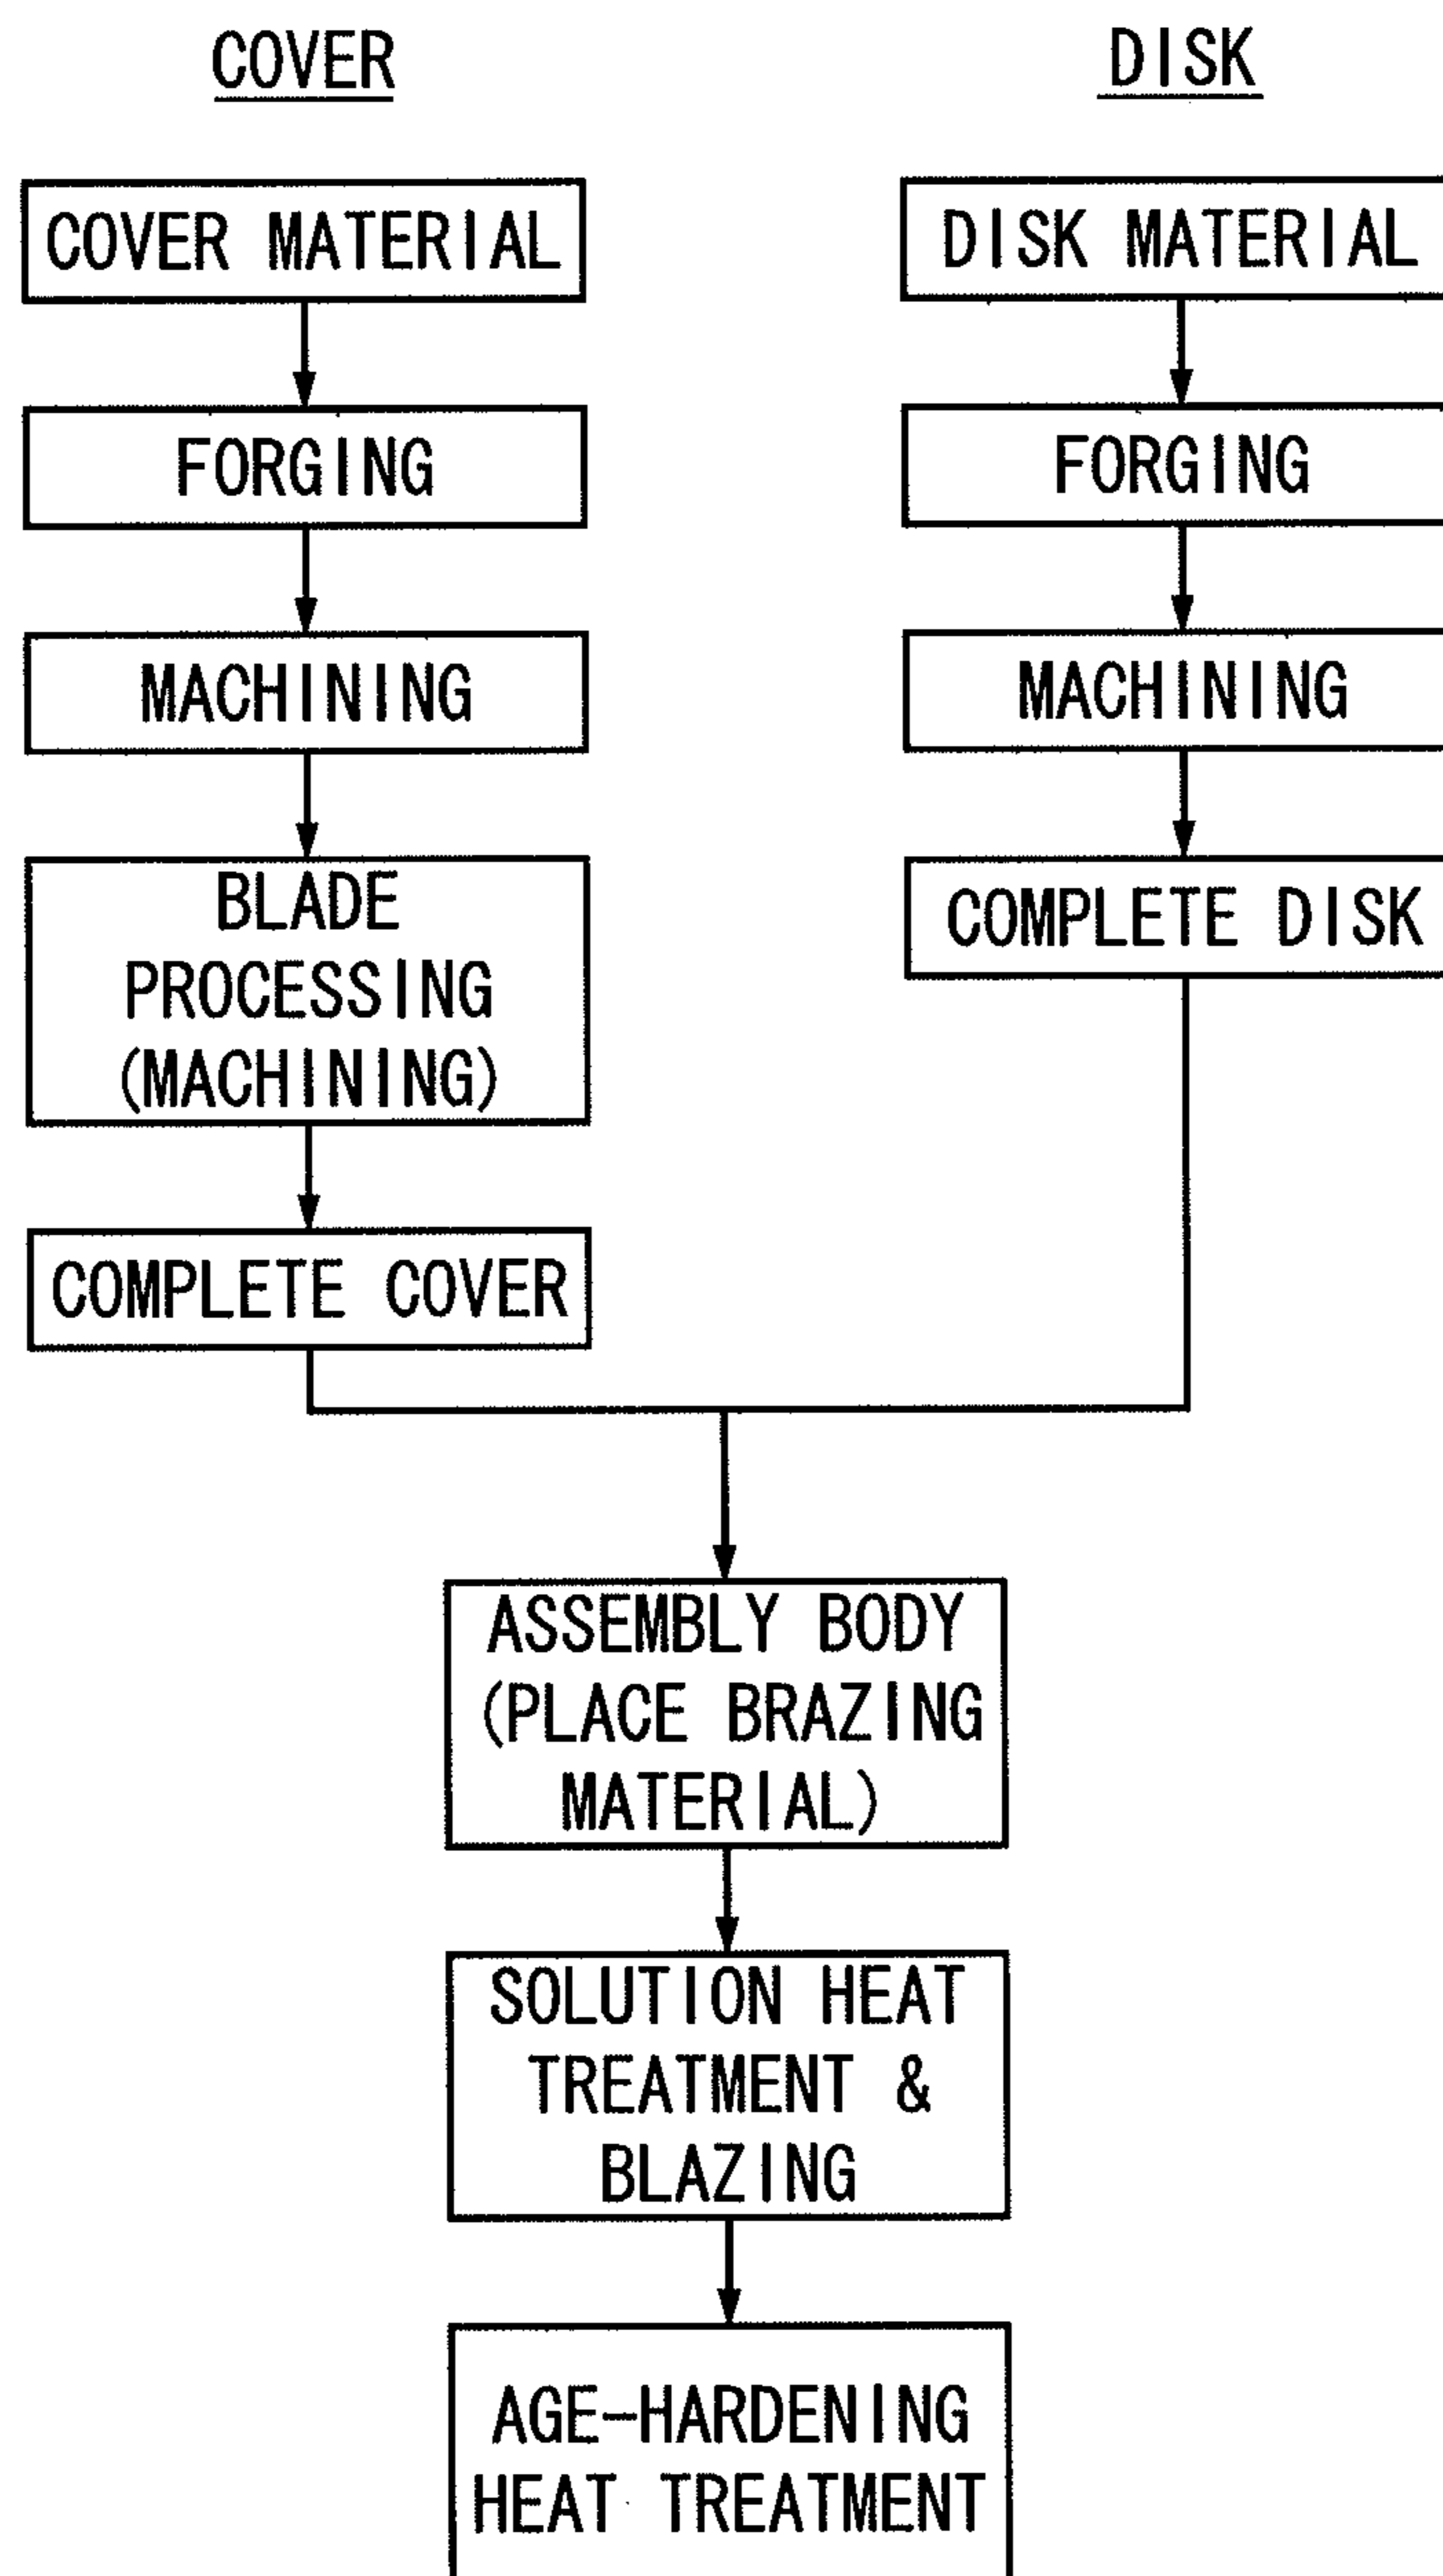 COVER
COVER MATERIAL
FORGING
MACHINING
BLADE
PROCESSING
(MACHINING)
COMPLETE COVER
DISK
DISK MATERIAL
FORGING
MACHINING
COMPLETE DISK
ASSEMBLY BODY
(PLACE BRAZING
MATERIAL)
SOLUTION HEAT
TREATMENT &
BLAZING
AGE-HARDENING
HEAT TREATMENT